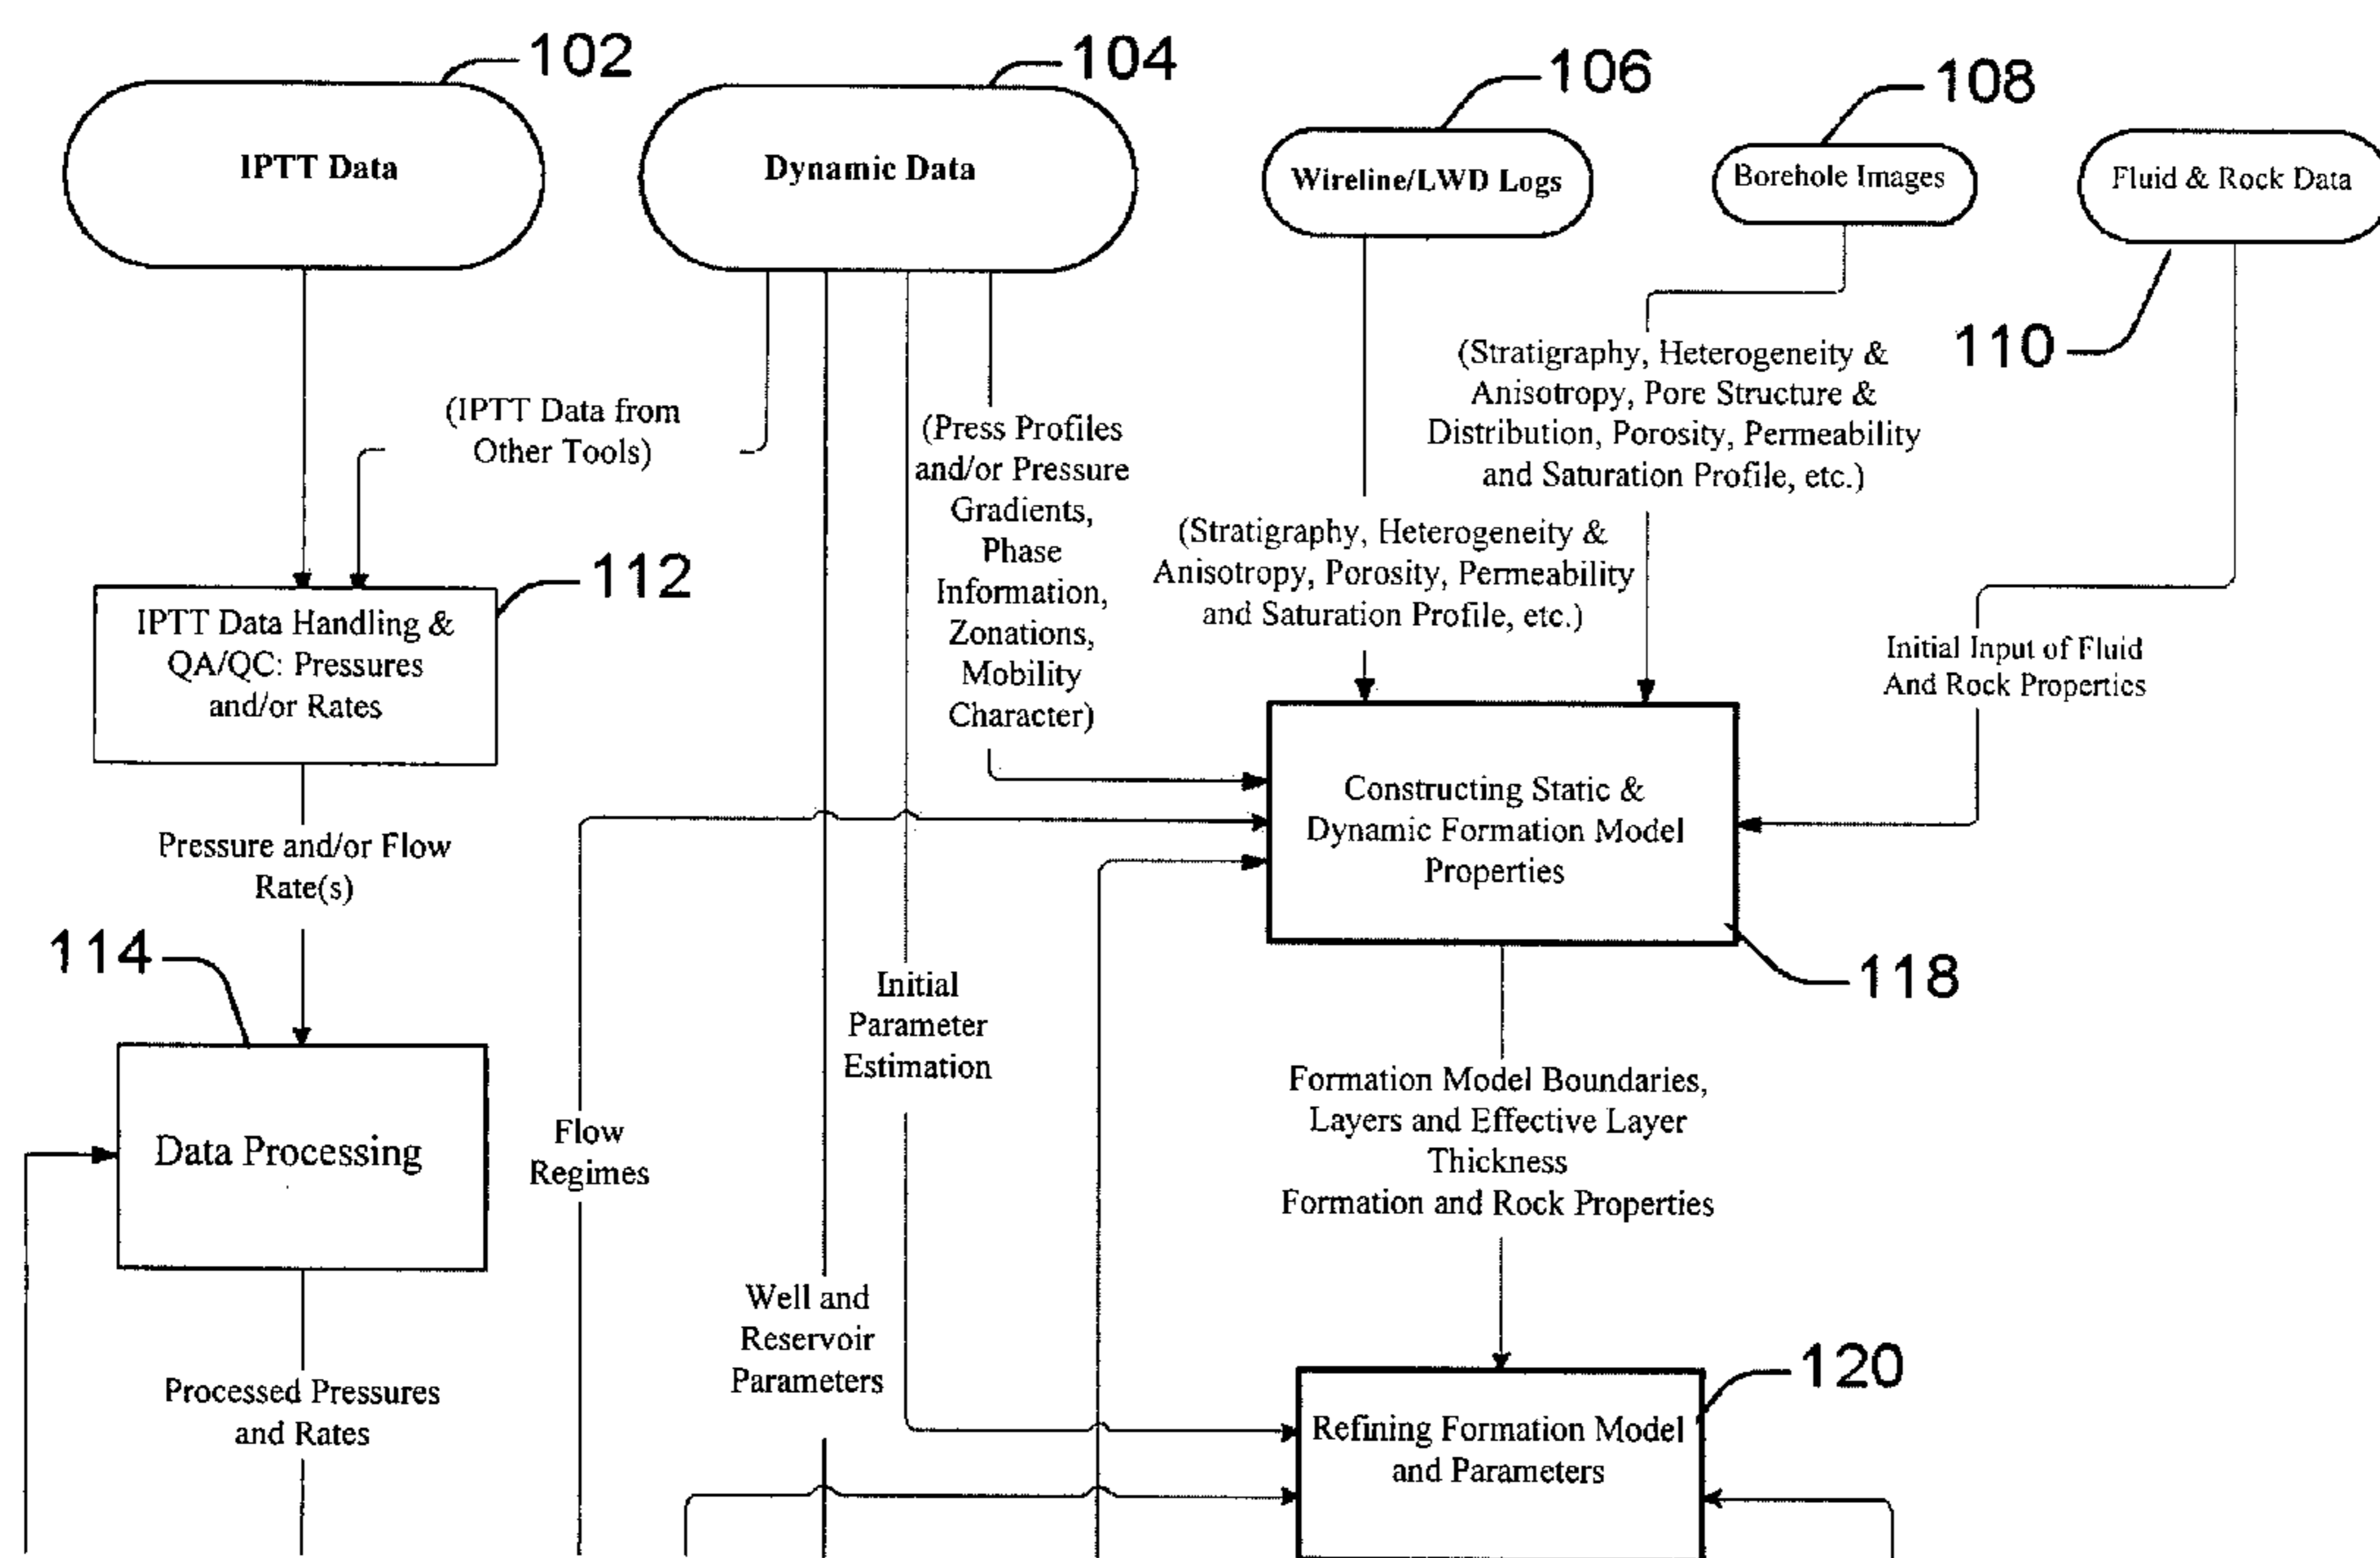 102
104
106
108
IPTT Data
Dynamic Data
Wireline/LWD Logs
Borehole Images
Fluid & Rock Data
110
(IPTT Data from
Other Tools)
(Press Profiles
and/or Pressure
Gradients,
Phase
Information,
Zonations,
Mobility
Character)
(Stratigraphy, Heterogeneity &
Anisotropy, Pore Structure &
Distribution, Porosity, Permeability
and Saturation Profile, etc.)
(Stratigraphy, Heterogeneity &
Anisotropy, Porosity, Permeability
and Saturation Profile, etc.)
112
IPTT Data Handling &
QA/QC: Pressures
and/or Rates
Initial Input of Fluid
And Rock Properties
Pressure and/or Flow
Rate(s)
Constructing Static &
Dynamic Formation Model
Properties
118
114
Initial
Parameter
Estimation
Data Processing
Flow
Regimes
Formation Model Boundaries,
Layers and Effective Layer
Thickness
Formation and Rock Properties
Well and
Reservoir
Parameters
Processed Pressures
and Rates
120
Refining Formation Model
and Parameters